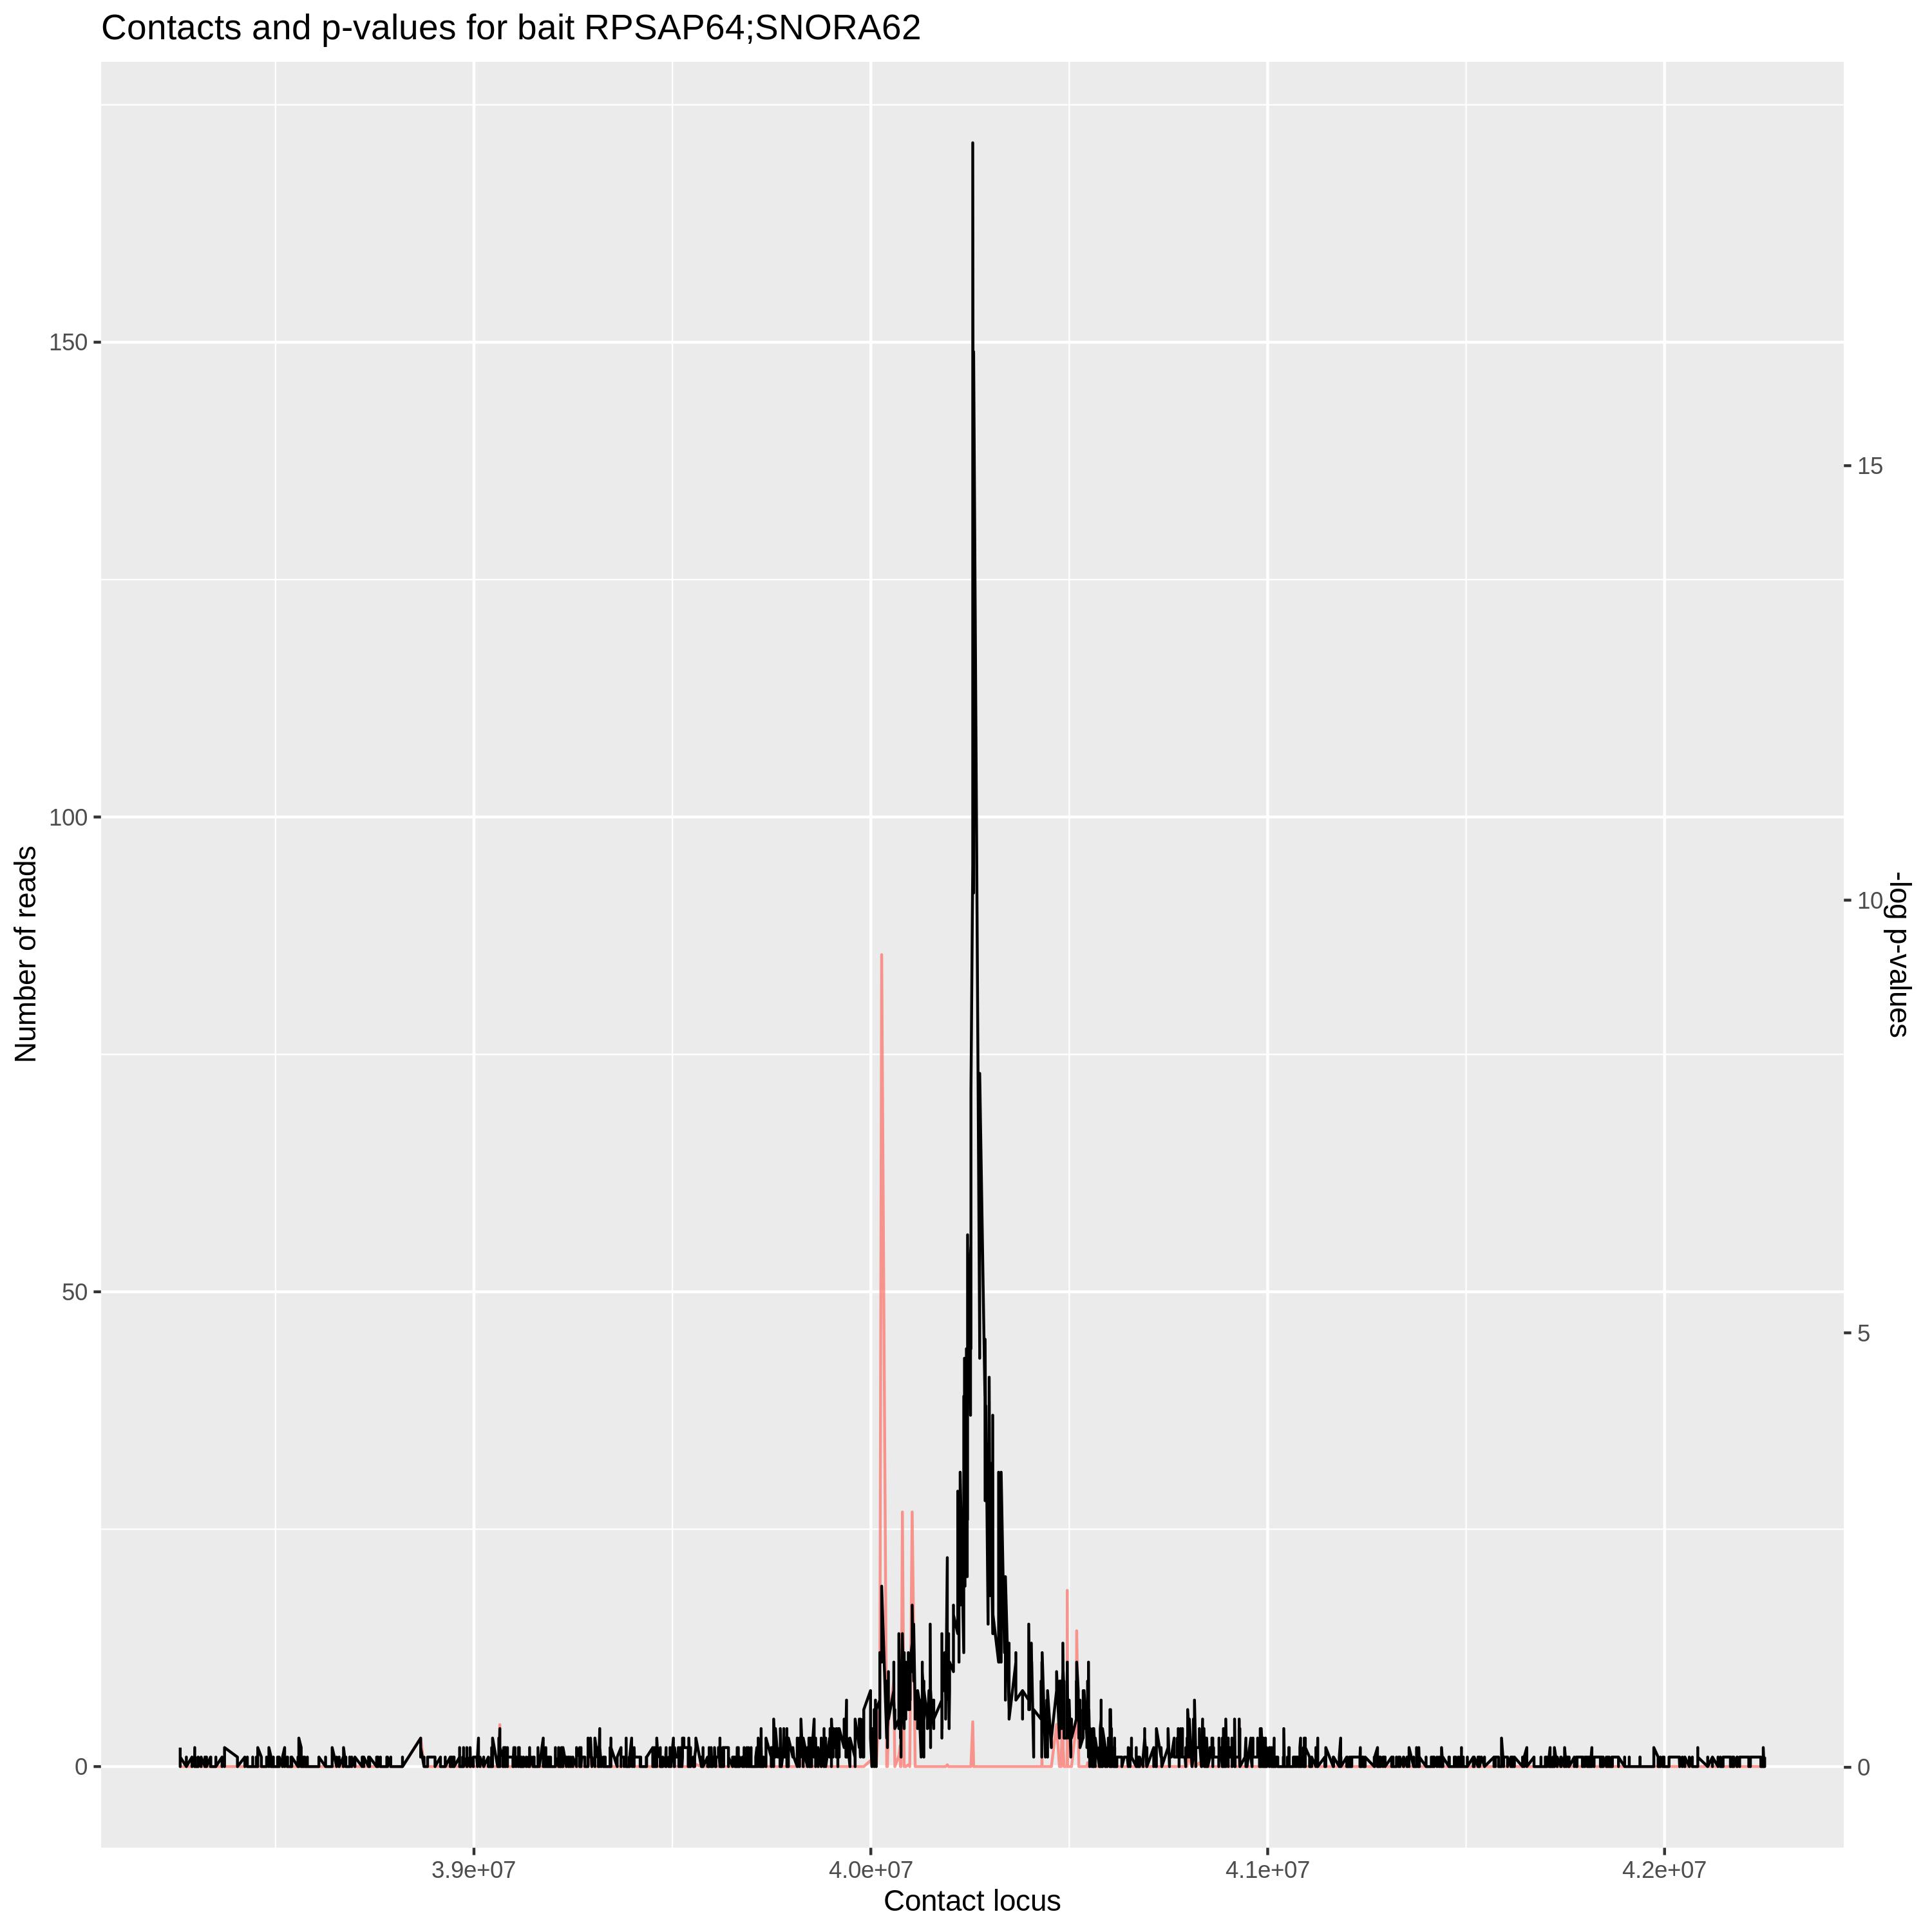 Contacts and p-values for bait RPSAP64;SNORA62
150
100
50
0
Number of reads
15
10
5
0
-log p-values
3.9e+07
4.0e+07
4.1e+07
4.2e+07
Contact locus